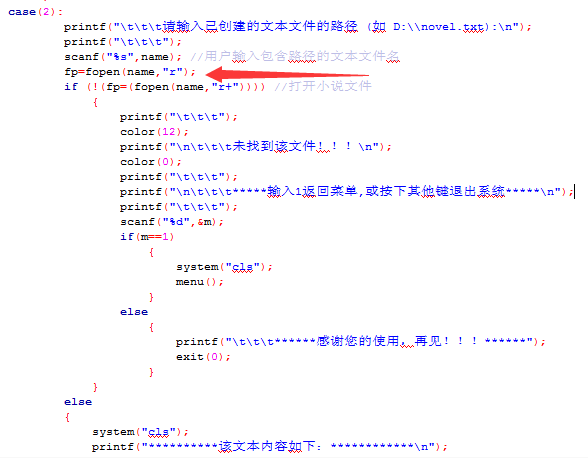 case(2):
printf("\t\t\t请输入已创建的文本文件的路径 (如 D:\\novel.txt):\n");
printf("\t\t\t");
scanf("%s",name); //用户输入包含路径的文本文件名
fp=fopen(name,"r");
if (!(fp=(fopen(name,"r+")))) //打开小说文件
{
printf("\t\t\t");
color(12);
printf("\n\t\t\t未找到该文件！！！\n");
color(0);
printf("\t\t\t");
printf("\n\t\t\t*****输入1返回菜单,或按下其他键退出系统*****\n");
printf("\t\t\t");
scanf("%d",&m);
if(m==1)
{
system("cls");
menu();
}
else
{
printf("\t\t\t******感谢您的使用，再见！！！******");
exit(0);
}
}
else
{
system("cls");
printf("**********该文本内容如下：************\n");